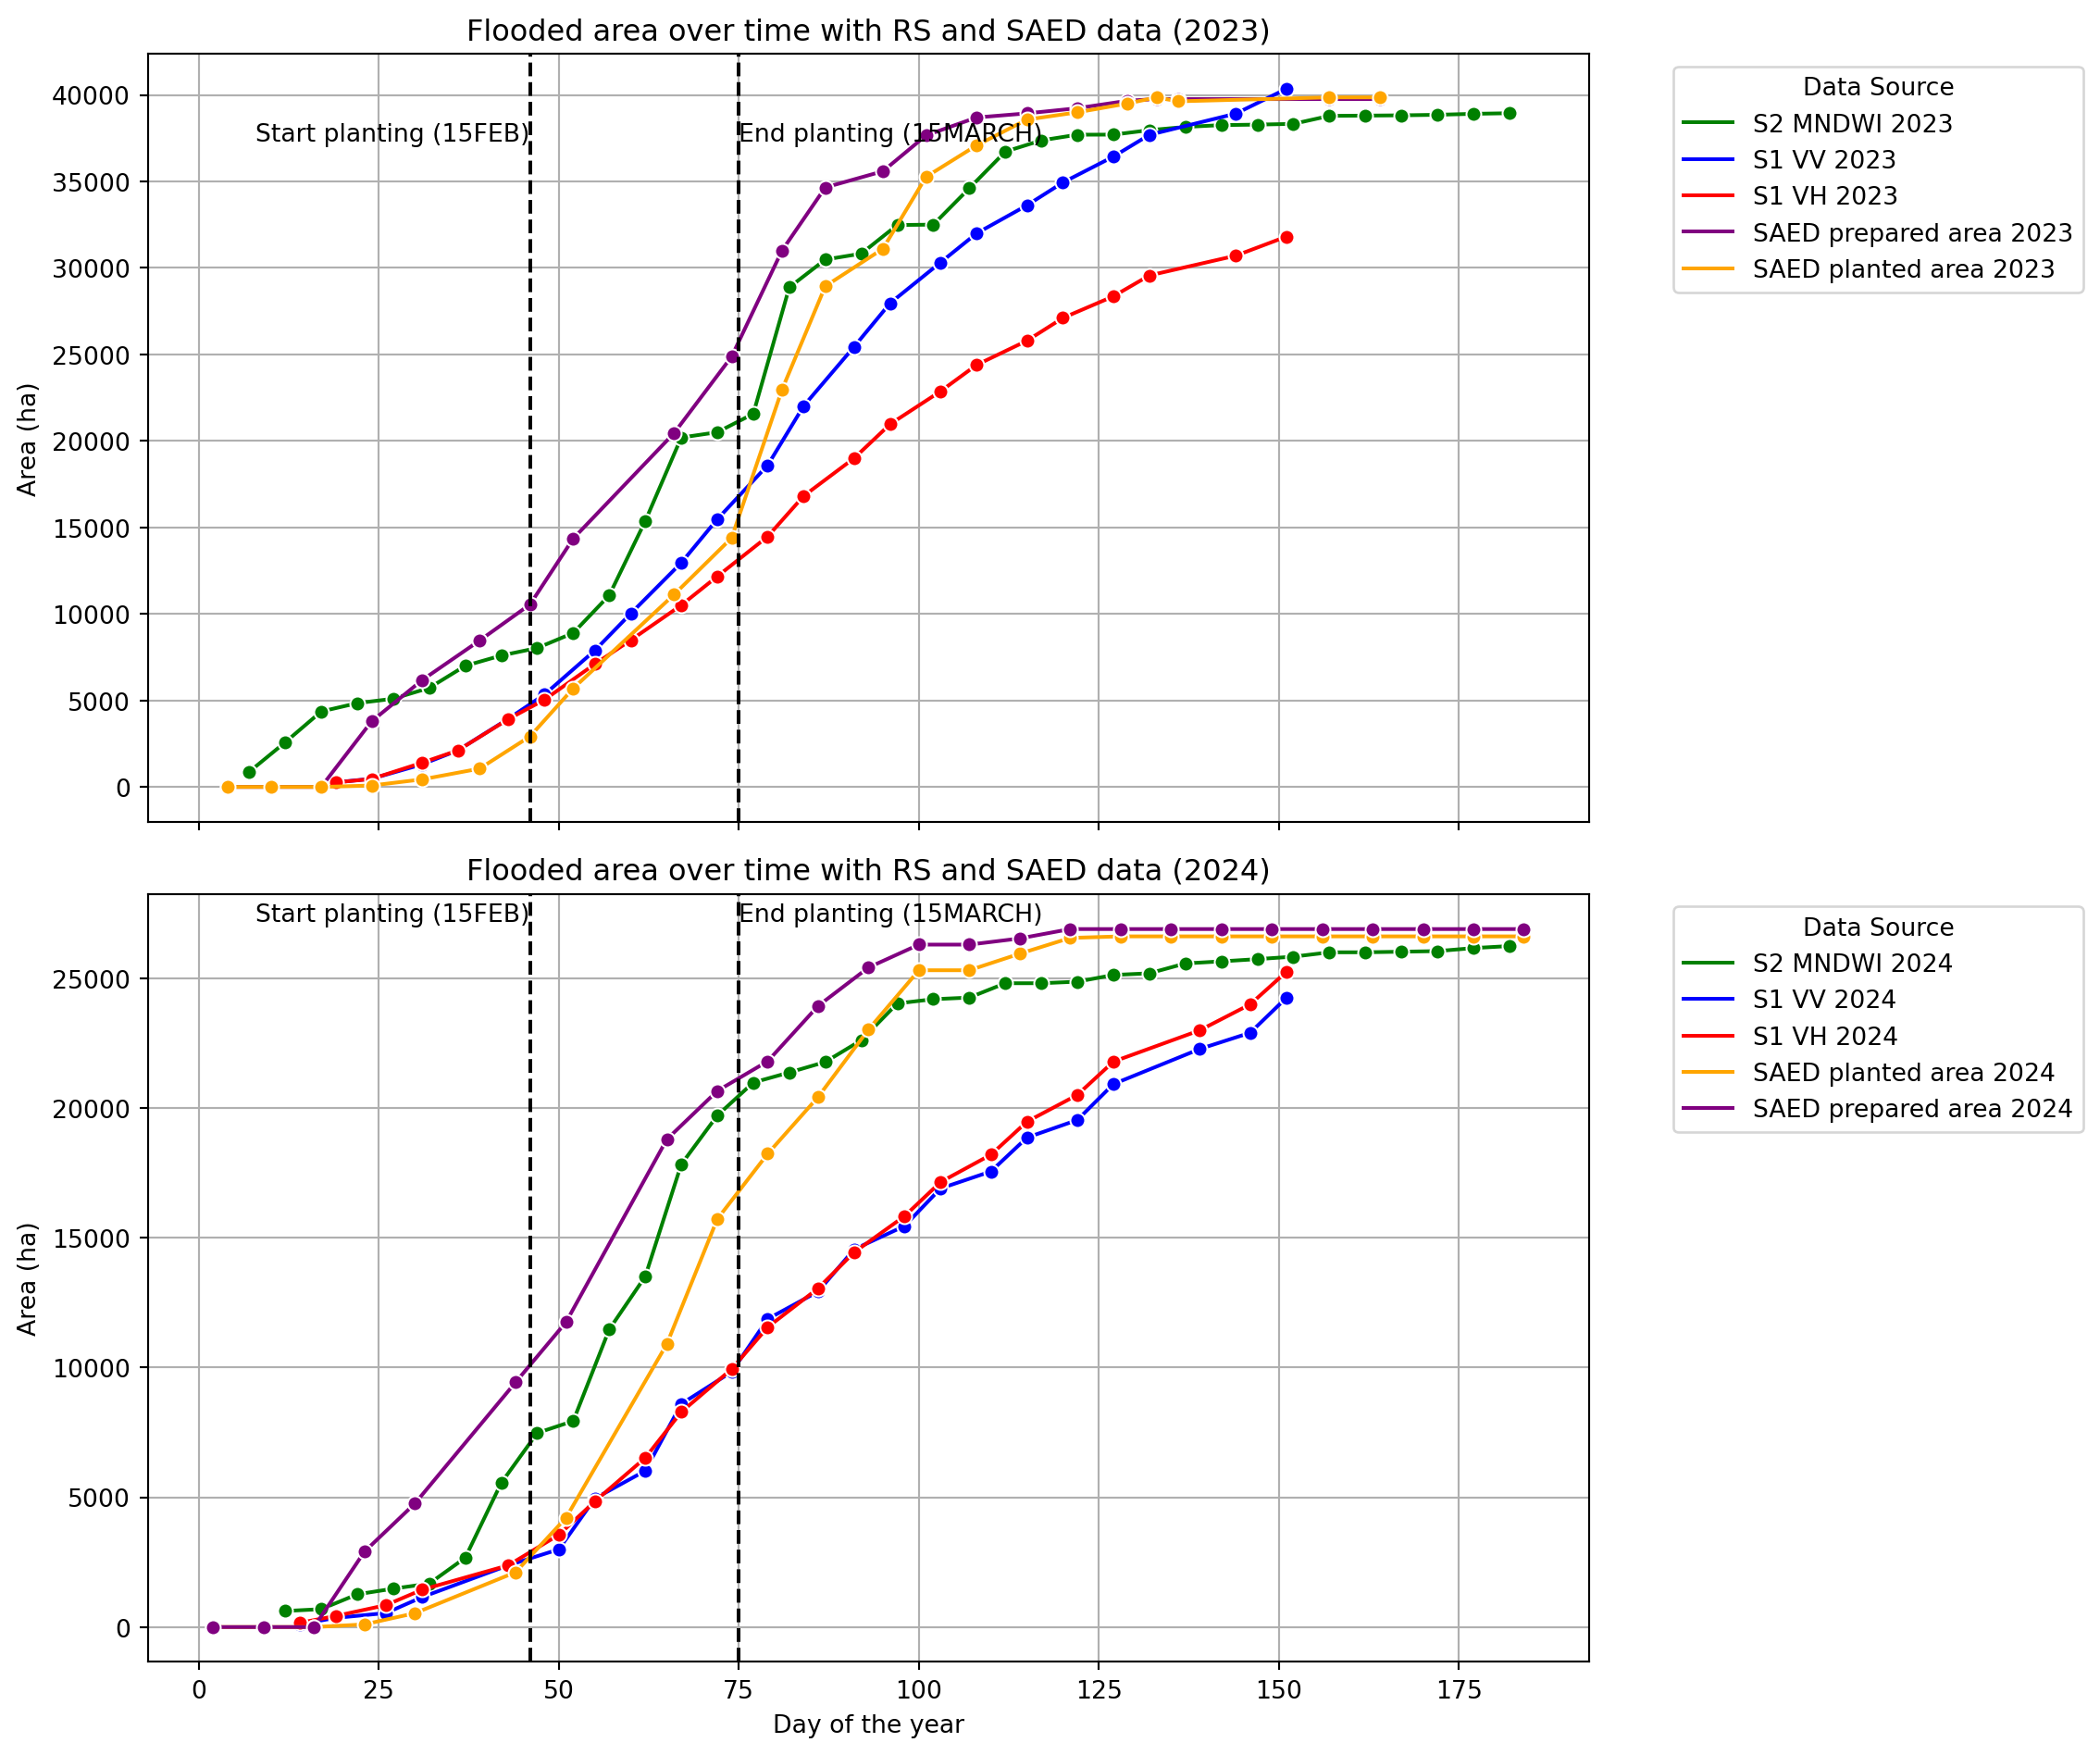 Flooded area over time with RS and SAED data (2023)
Area (ha)
40000
35000
30000
25000
20000
15000
10000
5000
0
Start planting (15FEB)
End planting (15MARCH)
Data Source
S2 MNDWI 2023
S1 VV 2023
S1 VH 2023
SAED prepared area 2023
SAED planted area 2023
Flooded area over time with RS and SAED data (2024)
Area (ha)
25000
20000
15000
10000
5000
0
Start planting (15FEB)
End planting (15MARCH)
0 25 50 75 100 125 150 175
Day of the year
Data Source
S2 MNDWI 2024
S1 VV 2024
S1 VH 2024
SAED planted area 2024
SAED prepared area 2024